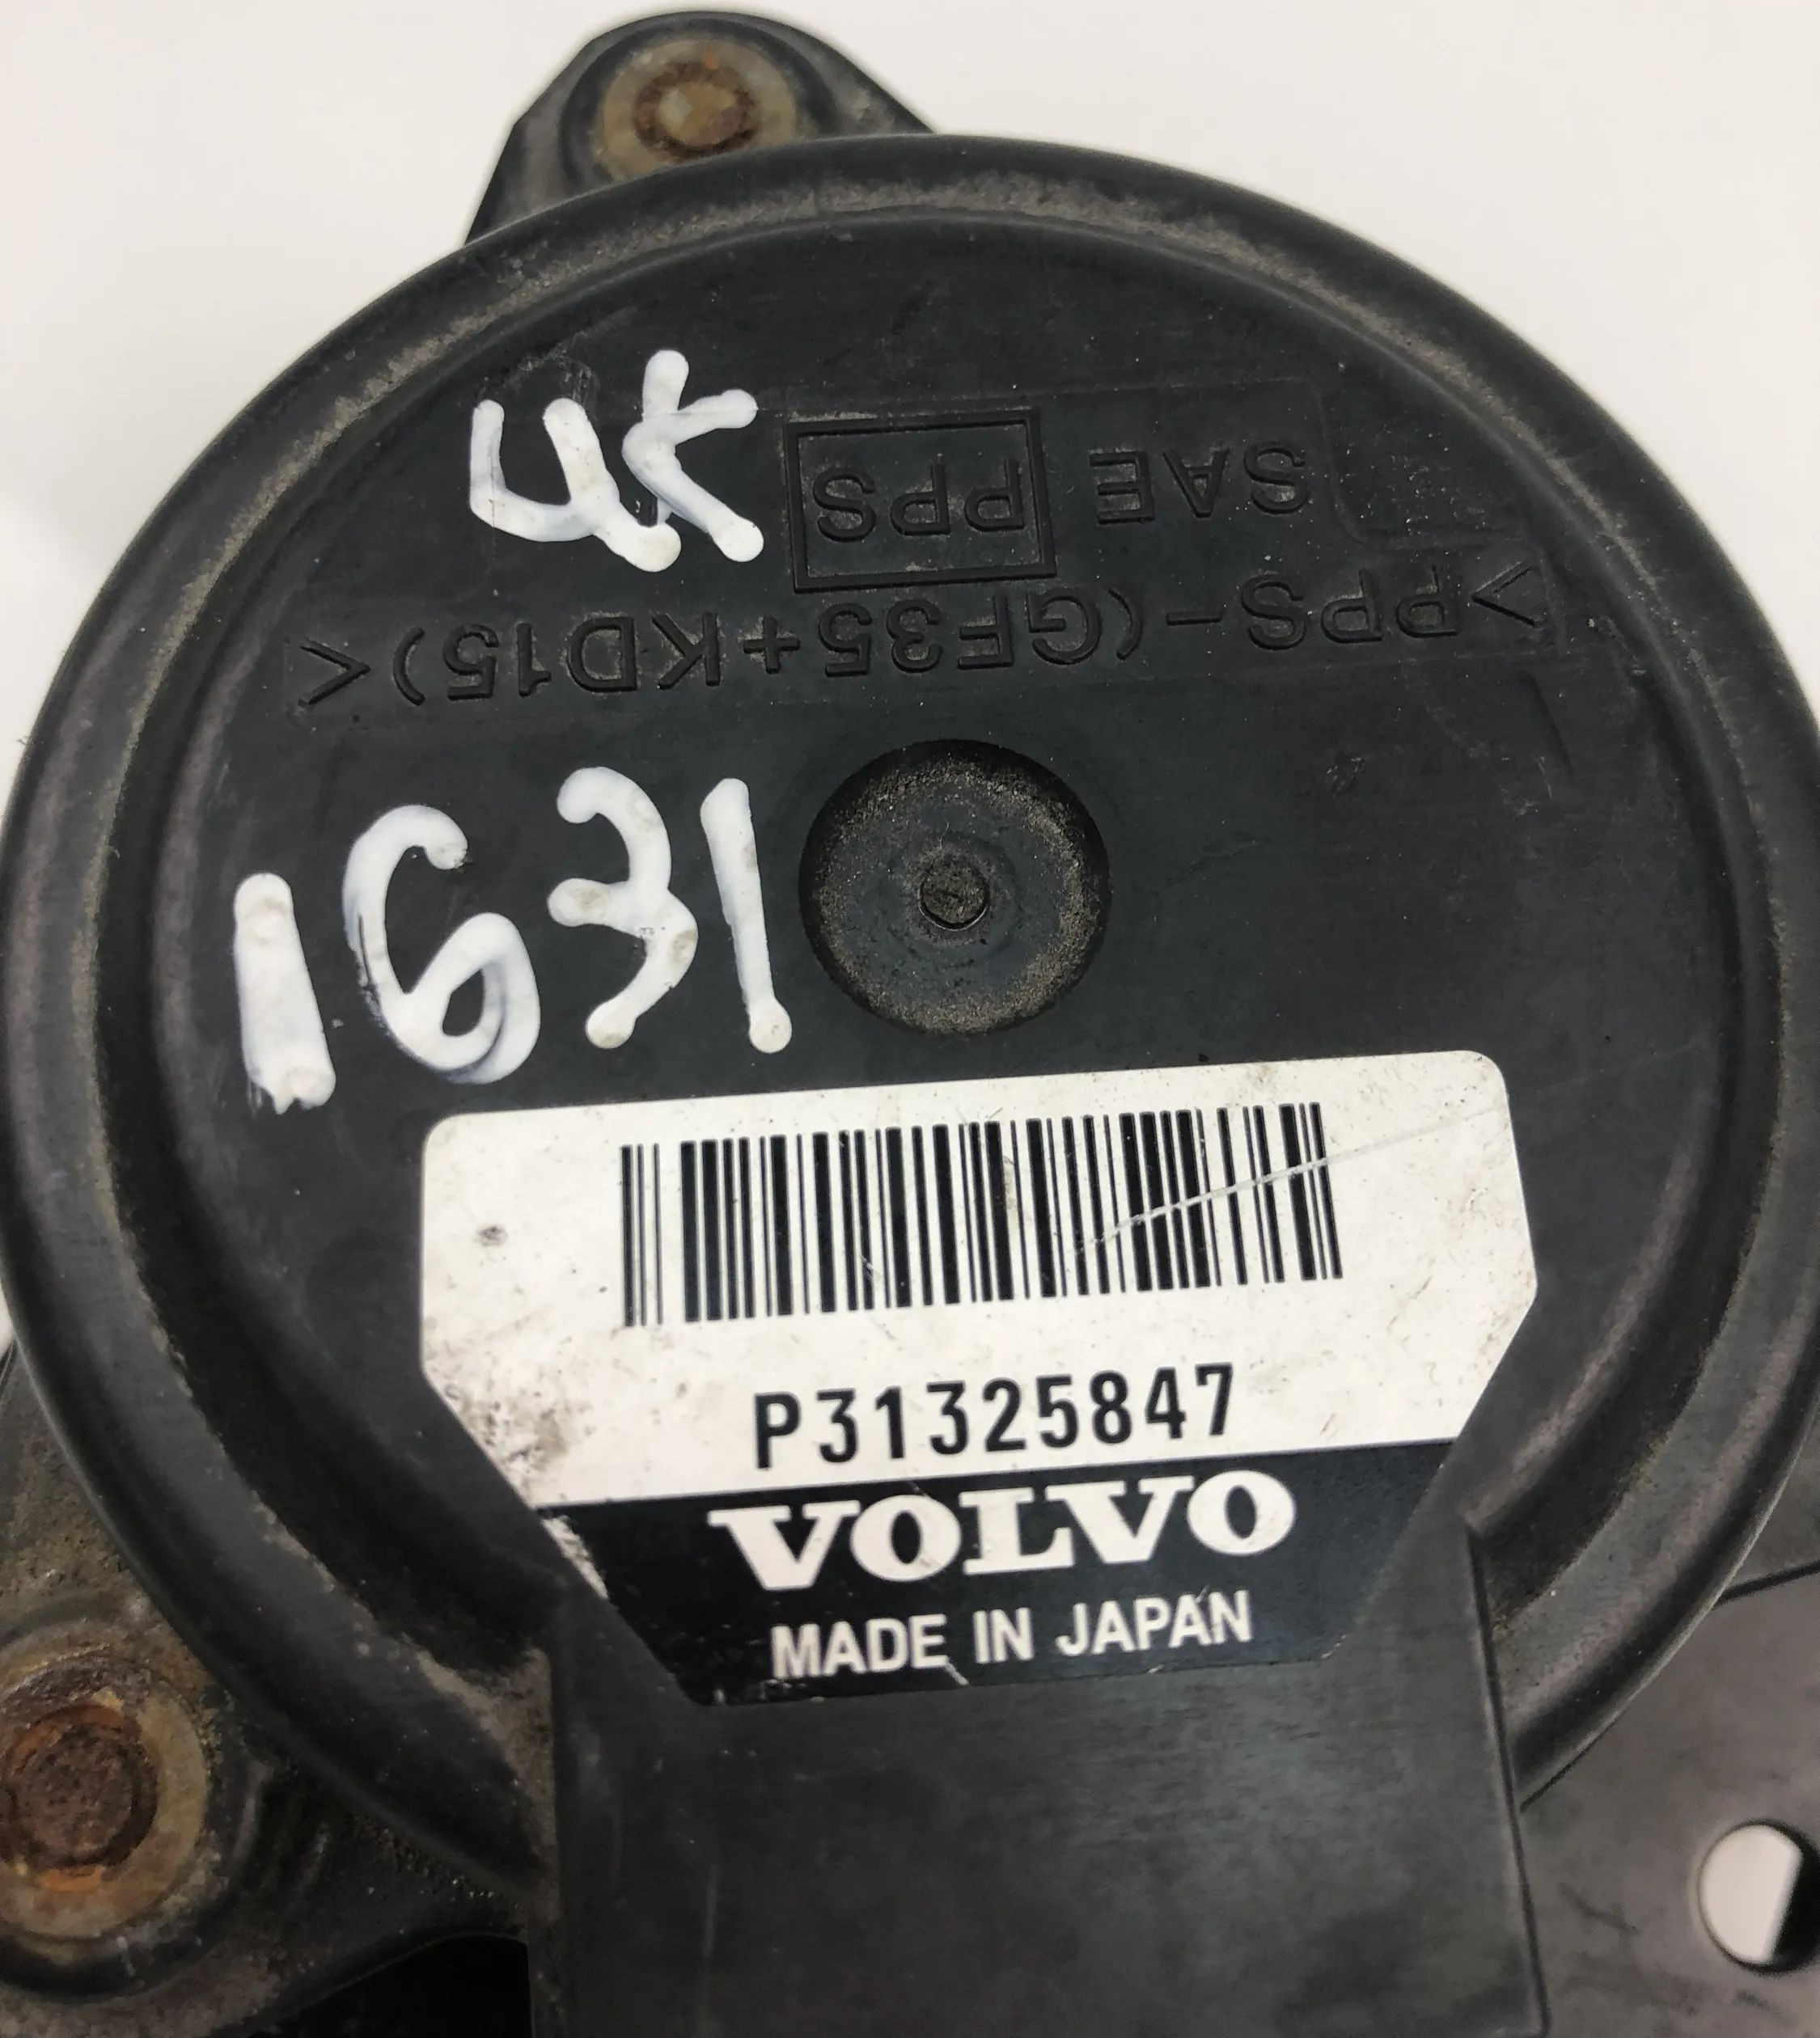 4K
SAE PPS
>PPS-(GF35+KD15)<
1631
P31325847
VOLVO
MADE IN JAPAN